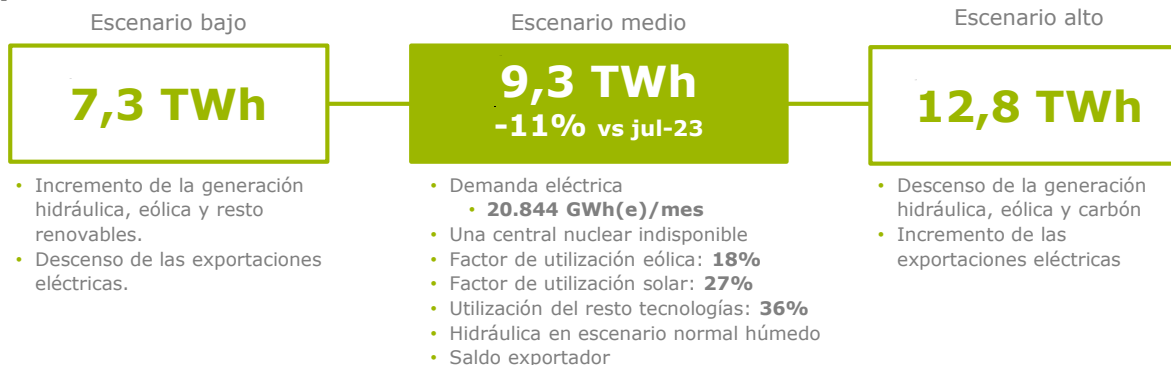 Escenario bajo
7,3 TWh
• Incremento de la generación
hidráulica, eólica y resto
renovables.
• Descenso de las exportaciones
eléctricas.
Escenario medio
9,3 TWh
-11% vs jul-23
• Demanda eléctrica
• 20.844 GWh(e)/mes
• Una central nuclear indisponible
• Factor de utilización eólica: 18%
• Factor de utilización solar: 27%
• Utilización del resto tecnologías: 36%
• Hidráulica en escenario normal húmedo
• Saldo exportador
Escenario alto
12,8 TWh
• Descenso de la generación
hidráulica, eólica y carbón
• Incremento de las
exportaciones eléctricas